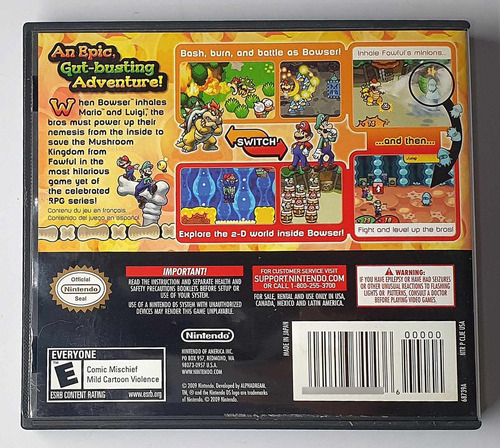 An Epic,
Gut-busting
Adventure!
When Bowser inhales
Mario and Luigi, the
bros must power up their
nemesis from the inside to
save the Mushroom
Kingdom from
Fawful in the
most hilarious
game yet of
the celebrated
RPG series!
Contenu du jeu en français.
Contenido del juego en español.
Bash, burn, and battle as Bowser!
SWITCH
Explore the 2-D world inside Bowser!
Inhale Fawful's minions...
...and then...
Jump
Fight and level up the bros!
Official
Nintendo
Seal
IMPORTANT!
READ THE INSTRUCTION AND SEPARATE HEALTH AND
SAFETY PRECAUTIONS BOOKLETS BEFORE SETUP OR
USE OF YOUR SYSTEM.
USE OF A NINTENDO DS SYSTEM WITH UNAUTHORIZED
DEVICES MAY RENDER THIS GAME UNPLAYABLE.
FOR CUSTOMER SERVICE VISIT
SUPPORT.NINTENDO.COM
OR CALL 1-800-255-3700
FOR SALE, RENTAL AND USE ONLY IN USA,
CANADA, MEXICO AND LATIN AMERICA.
WARNING:
IF YOU HAVE EPILEPSY OR HAVE HAD SEIZURES
OR OTHER UNUSUAL REACTIONS TO FLASHING
LIGHTS OR PATTERNS, CONSULT A DOCTOR
BEFORE PLAYING VIDEO GAMES.
Nintendo
NINTENDO OF AMERICA INC.
PO BOX 957, REDMOND, WA
98073-0957 U.S.A.
WWW.NINTENDO.COM
MADE IN JAPAN
00000
6
68739A
NTR P CLJE USA
EVERYONE
E
Comic Mischief
Mild Cartoon Violence
ESRB CONTENT RATING
www.esrb.org
© 2009 Nintendo. Developed by ALPHADREAM.
TM, ® and the Nintendo DS logo are trademarks
of Nintendo. © 2009 Nintendo.